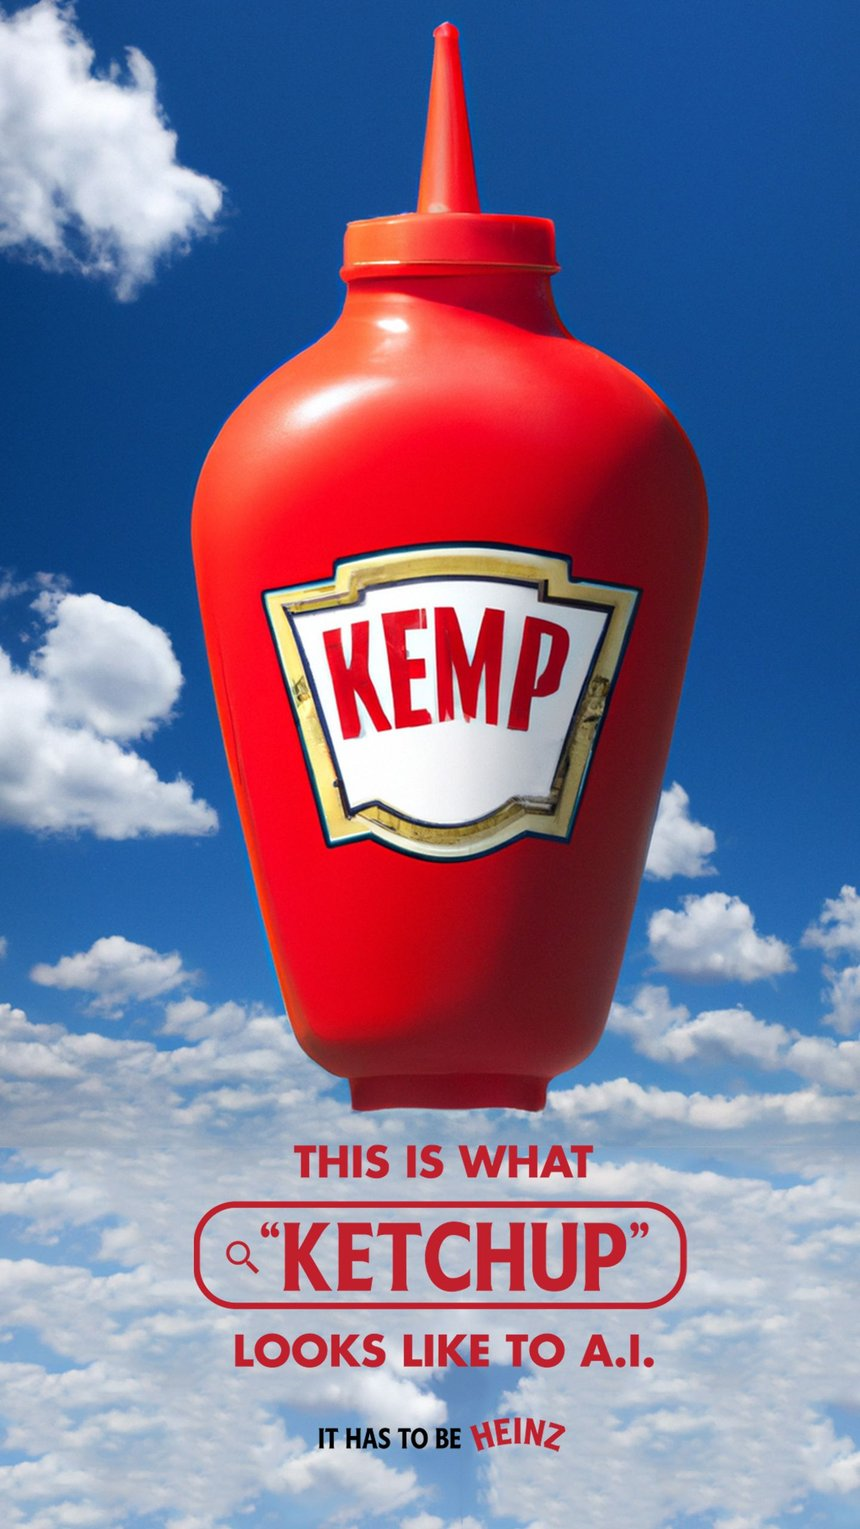 KEMP
THIS IS WHAT
“KETCHUP”
LOOKS LIKE TO A.I.
IT HAS TO BE HEINZ